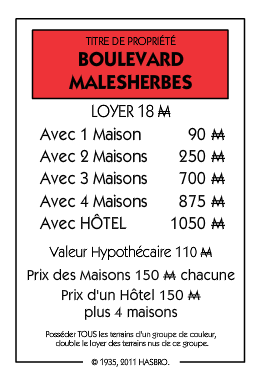 TITRE DE PROPRIÉTÉ
BOULEVARD
MALESHERBES
LOYER 18 M
Avec 1 Maison 90 M
Avec 2 Maisons 250 M
Avec 3 Maisons 700 M
Avec 4 Maisons 875 M
Avec HÔTEL 1050 M
Valeur Hypothécaire 110 M
Prix des Maisons 150 M chacune
Prix d'un Hôtel 150 M
plus 4 maisons
Posséder TOUS les terrains d'un groupe de couleur,
double le loyer des terrains nus de ce groupe.
© 1935, 2011 HASBRO.